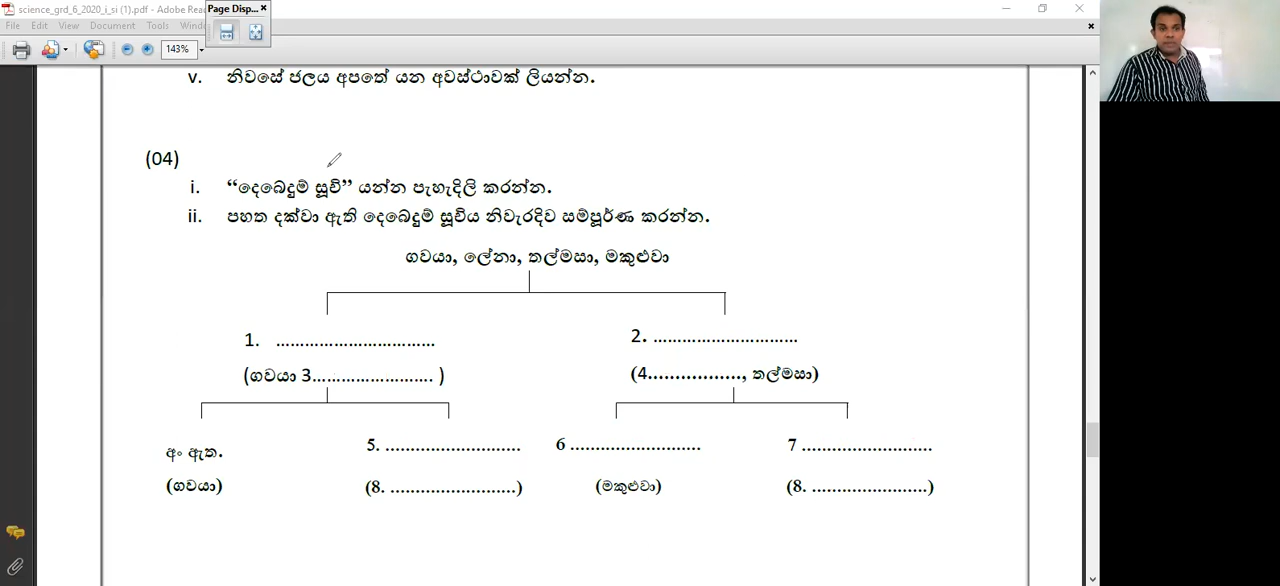 science_grd_6_2020_i_si (1).pdf - Adobe Rea
Page Disp...
File Edit View Document Tools Wind
143%
v. නිවසේ ජලය අපතේ යන අවස්ථාවක් ලියන්න.
(04)
i. “දෙබෙදුම් සූචි” යන්න පැහැදිලි කරන්න.
ii. පහත දක්වා ඇති දෙබෙදුම් සූචිය නිවැරදිව සම්පූර්ණ කරන්න.
ගවයා, ලේනා, තල්මසා, මකුළුවා
1. ................................ 2. .............................
(ගවයා 3........................ ) (4................., තල්මසා)
අං ඇත. 5. ........................... 6 .......................... 7 ..........................
(ගවයා) (8. .........................) (මකුළුවා) (8. .......................)